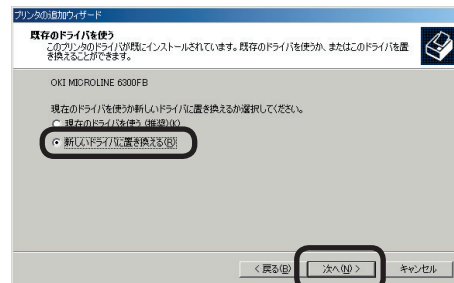 プリンタの追加ウィザード
既存のドライバを使う
このプリンタのドライバが既にインストールされています。既存のドライバを使うか、またはこのドライバを置
き換えることができます。
OKI MICROLINE 6300FB
現在のドライバを使うか新しいドライバに置き換えるか選択してください。
現在のドライバを使う (推奨)(K)
新しいドライバに置き換える(R)
< 戻る(B)
次へ(N) >
キャンセル